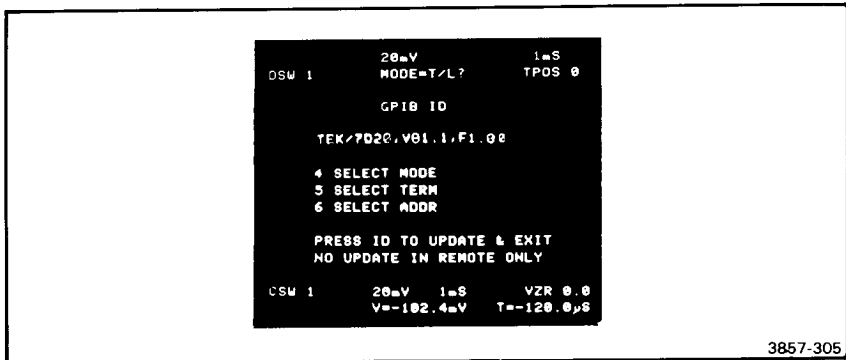 20mV 1mS
DSW 1 MODE=T/L? TPOS 0
GPIB ID
TEK/7D20,V81.1,F1.00
4 SELECT MODE
5 SELECT TERM
6 SELECT ADDR
PRESS ID TO UPDATE & EXIT
NO UPDATE IN REMOTE ONLY
CSW 1 20mV 1mS VZR 0.0
V=-102.4mV T=-120.0µS
3857-305